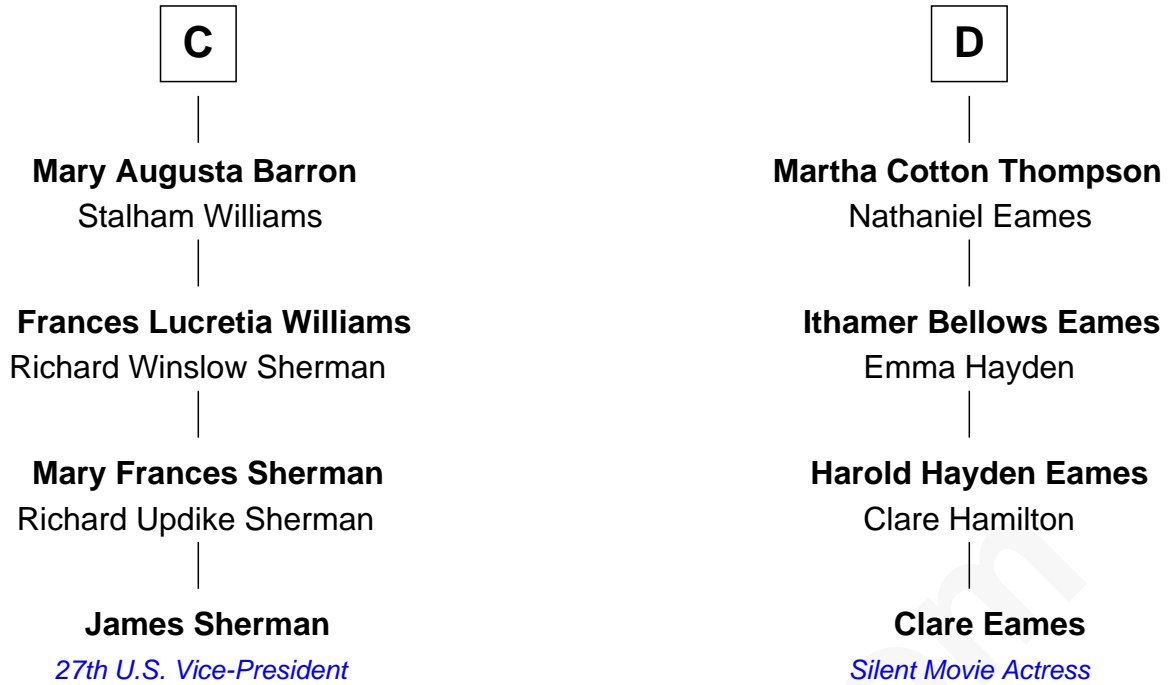 C
Mary Augusta Barron
Stalham Williams
Frances Lucretia Williams
Richard Winslow Sherman
Mary Frances Sherman
Richard Updike Sherman
James Sherman
27th U.S. Vice-President
D
Martha Cotton Thompson
Nathaniel Eames
Ithamer Bellows Eames
Emma Hayden
Harold Hayden Eames
Clare Hamilton
Clare Eames
Silent Movie Actress